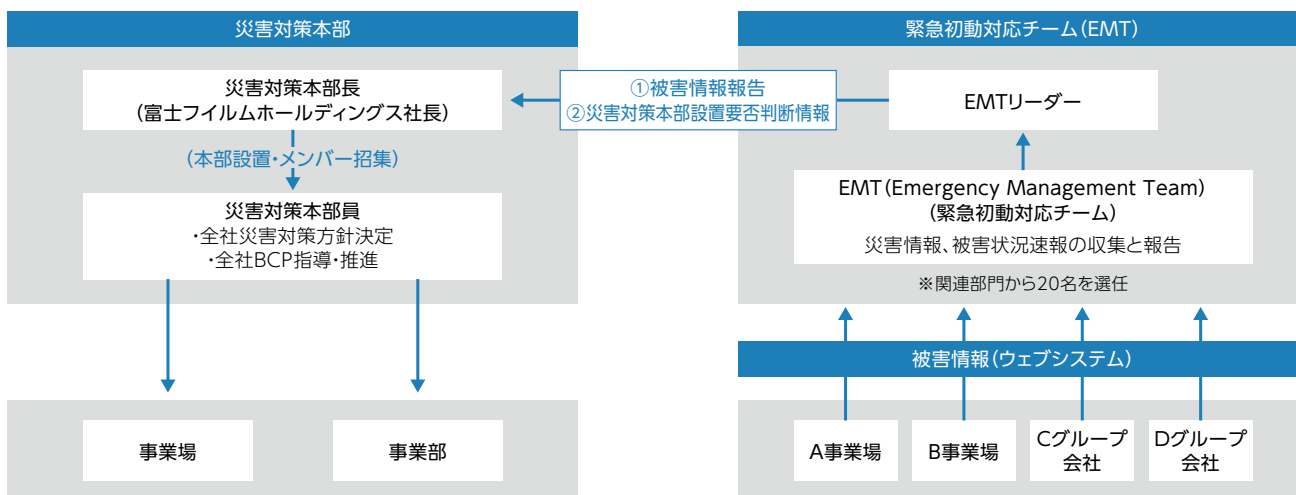 災害対策本部
災害対策本部長
(富士フイルムホールディングス社長)
(本部設置・メンバー招集)
災害対策本部員
・全社災害対策方針決定
・全社BCP指導・推進
事業場
事業部
①被害情報報告
②災害対策本部設置要否判断情報
緊急初動対応チーム(EMT)
EMTリーダー
EMT(Emergency Management Team)
(緊急初動対応チーム)
災害情報、被害状況速報の収集と報告
※関連部門から20名を選任
被害情報(ウェブシステム)
A事業場
B事業場
Cグループ
会社
Dグループ
会社